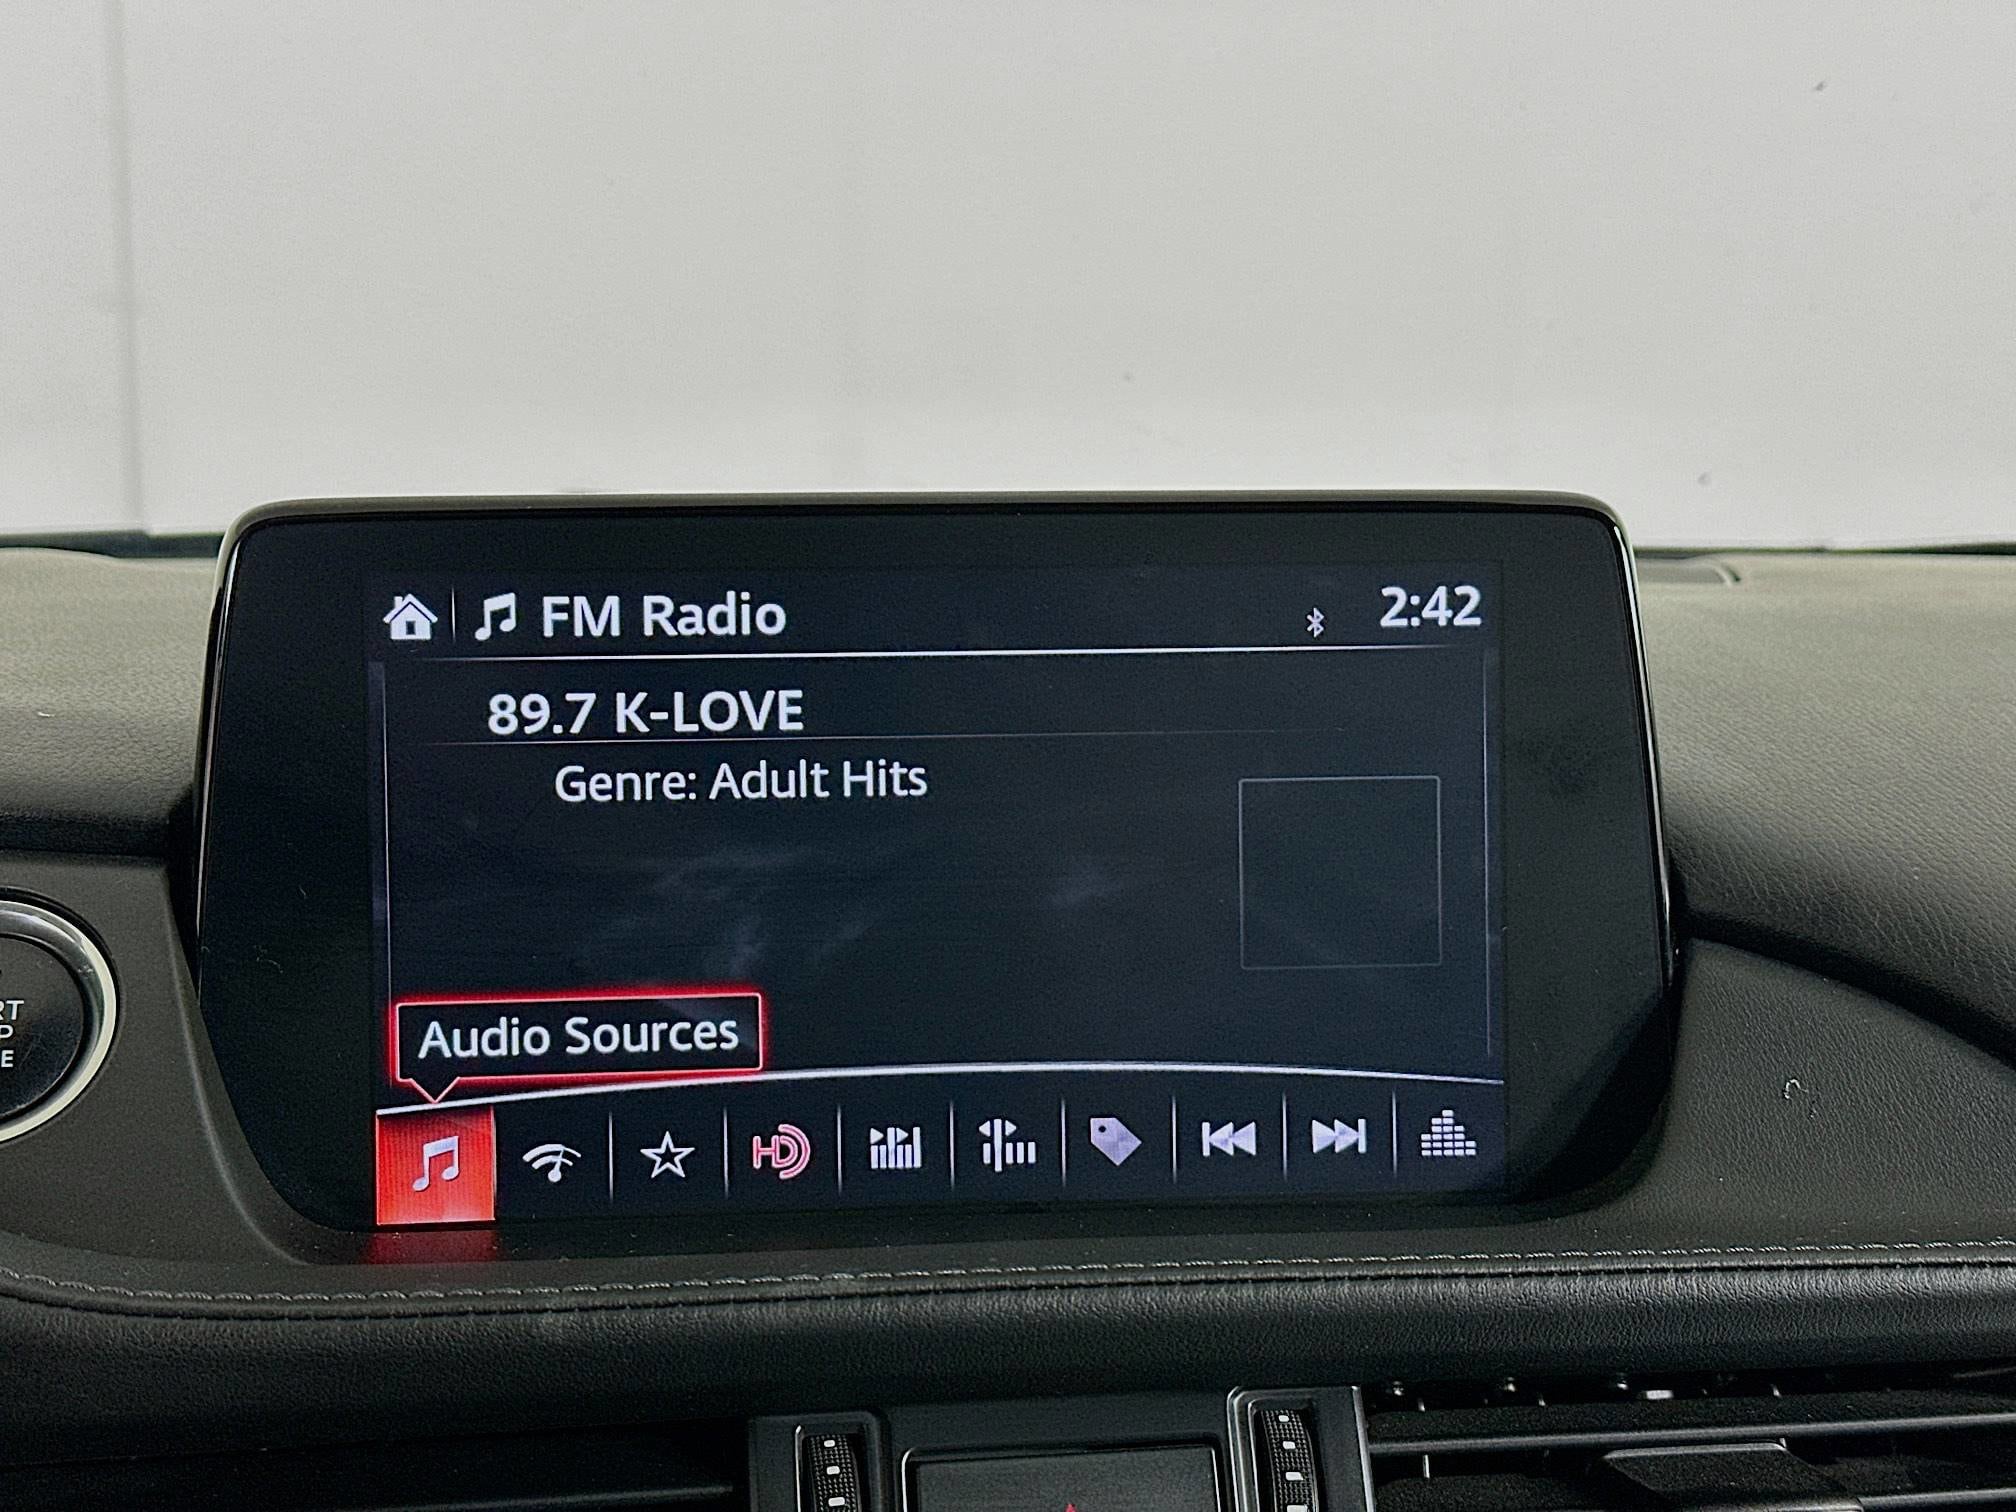 FM Radio
2:42
89.7 K-LOVE
Genre: Adult Hits
Audio Sources
HD